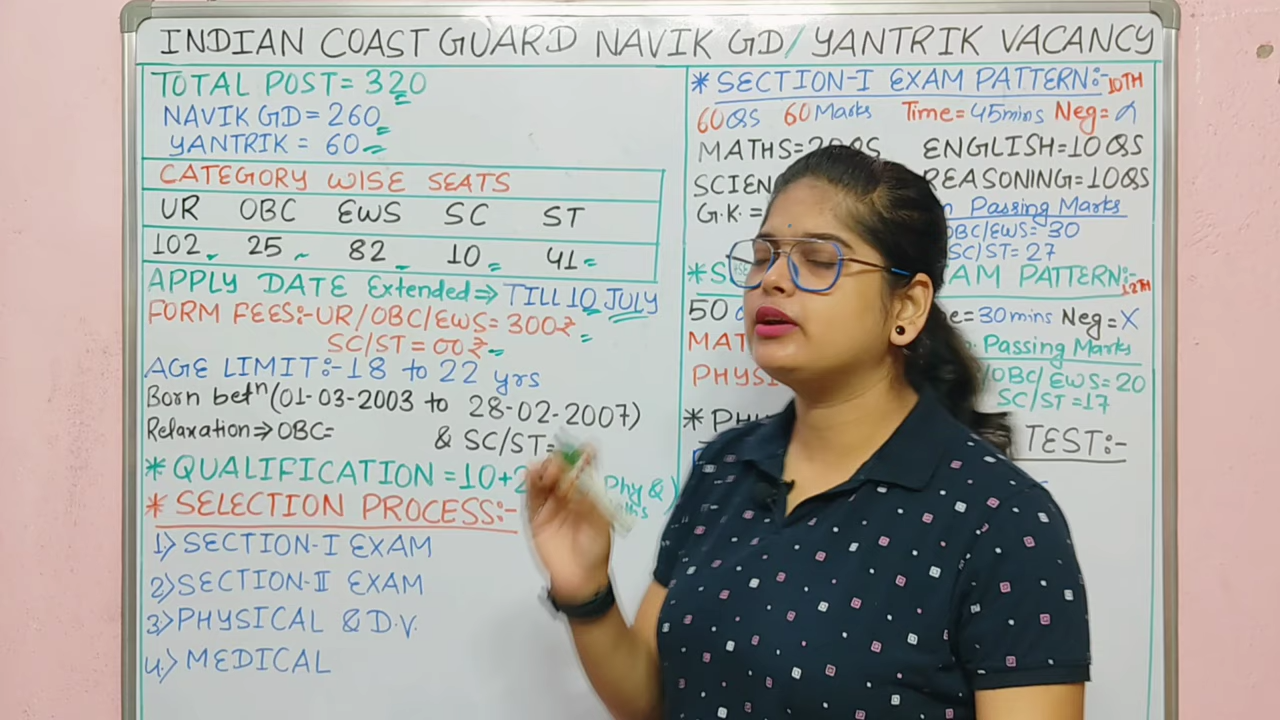 INDIAN COAST GUARD NAVIK GD/YANTRIK VACANCY
TOTAL POST = 320
NAVIK GD = 260
YANTRIK = 60
CATEGORY WISE SEATS
UR OBC EWS SC ST
102 25 82 10 41
APPLY DATE Extended ⇒ TILL 10 JULY
FORM FEES:- UR/OBC/EWS = 300₹
SC/ST = 00₹
AGE LIMIT:- 18 to 22 yrs
Born betⁿ (01-03-2003 to 28-02-2007)
Relaxation ⇒ OBC= & SC/ST=
* QUALIFICATION = 10+2 Phy &
* SELECTION PROCESS:-
1) SECTION-I EXAM
2) SECTION-II EXAM
3) PHYSICAL & D.V.
4) MEDICAL
* SECTION-I EXAM PATTERN:- 10TH
60QS 60Marks Time=45mins Neg=X
MATHS=20QS ENGLISH=10QS
REASONING=10QS
G.K. = Passing Marks
OBC/EWS= 30
SC/ST= 27
* EXAM PATTERN:- 12TH
50 =30mins Neg=X
Passing Marks
/OBC/EWS=20
SC/ST=17
* TEST:-